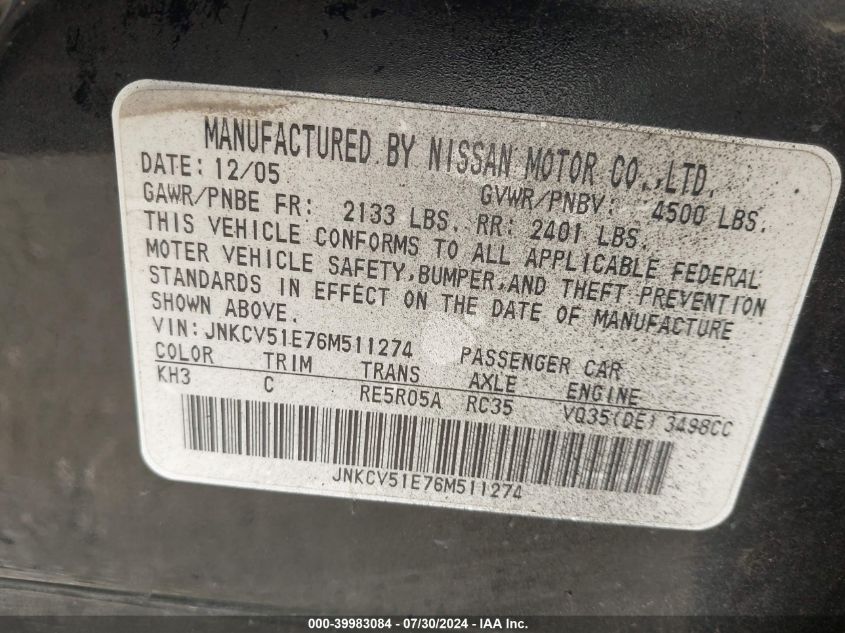 MANUFACTURED BY NISSAN MOTOR CO.,LTD.
DATE: 12/05 GVWR/PNBV: 4500 LBS.
GAWR/PNBE FR: 2133 LBS. RR: 2401 LBS.
THIS VEHICLE CONFORMS TO ALL APPLICABLE FEDERAL
MOTER VEHICLE SAFETY,BUMPER,AND THEFT PREVENTION
STANDARDS IN EFFECT ON THE DATE OF MANUFACTURE
SHOWN ABOVE.
VIN: JNKCV51E76M511274 PASSENGER CAR
COLOR TRIM TRANS AXLE ENGINE
KH3 C RE5R05A RC35 VQ35(DE) 3498CC
JNKCV51E76M511274
000-39983084 - 07/30/2024 - IAA Inc.